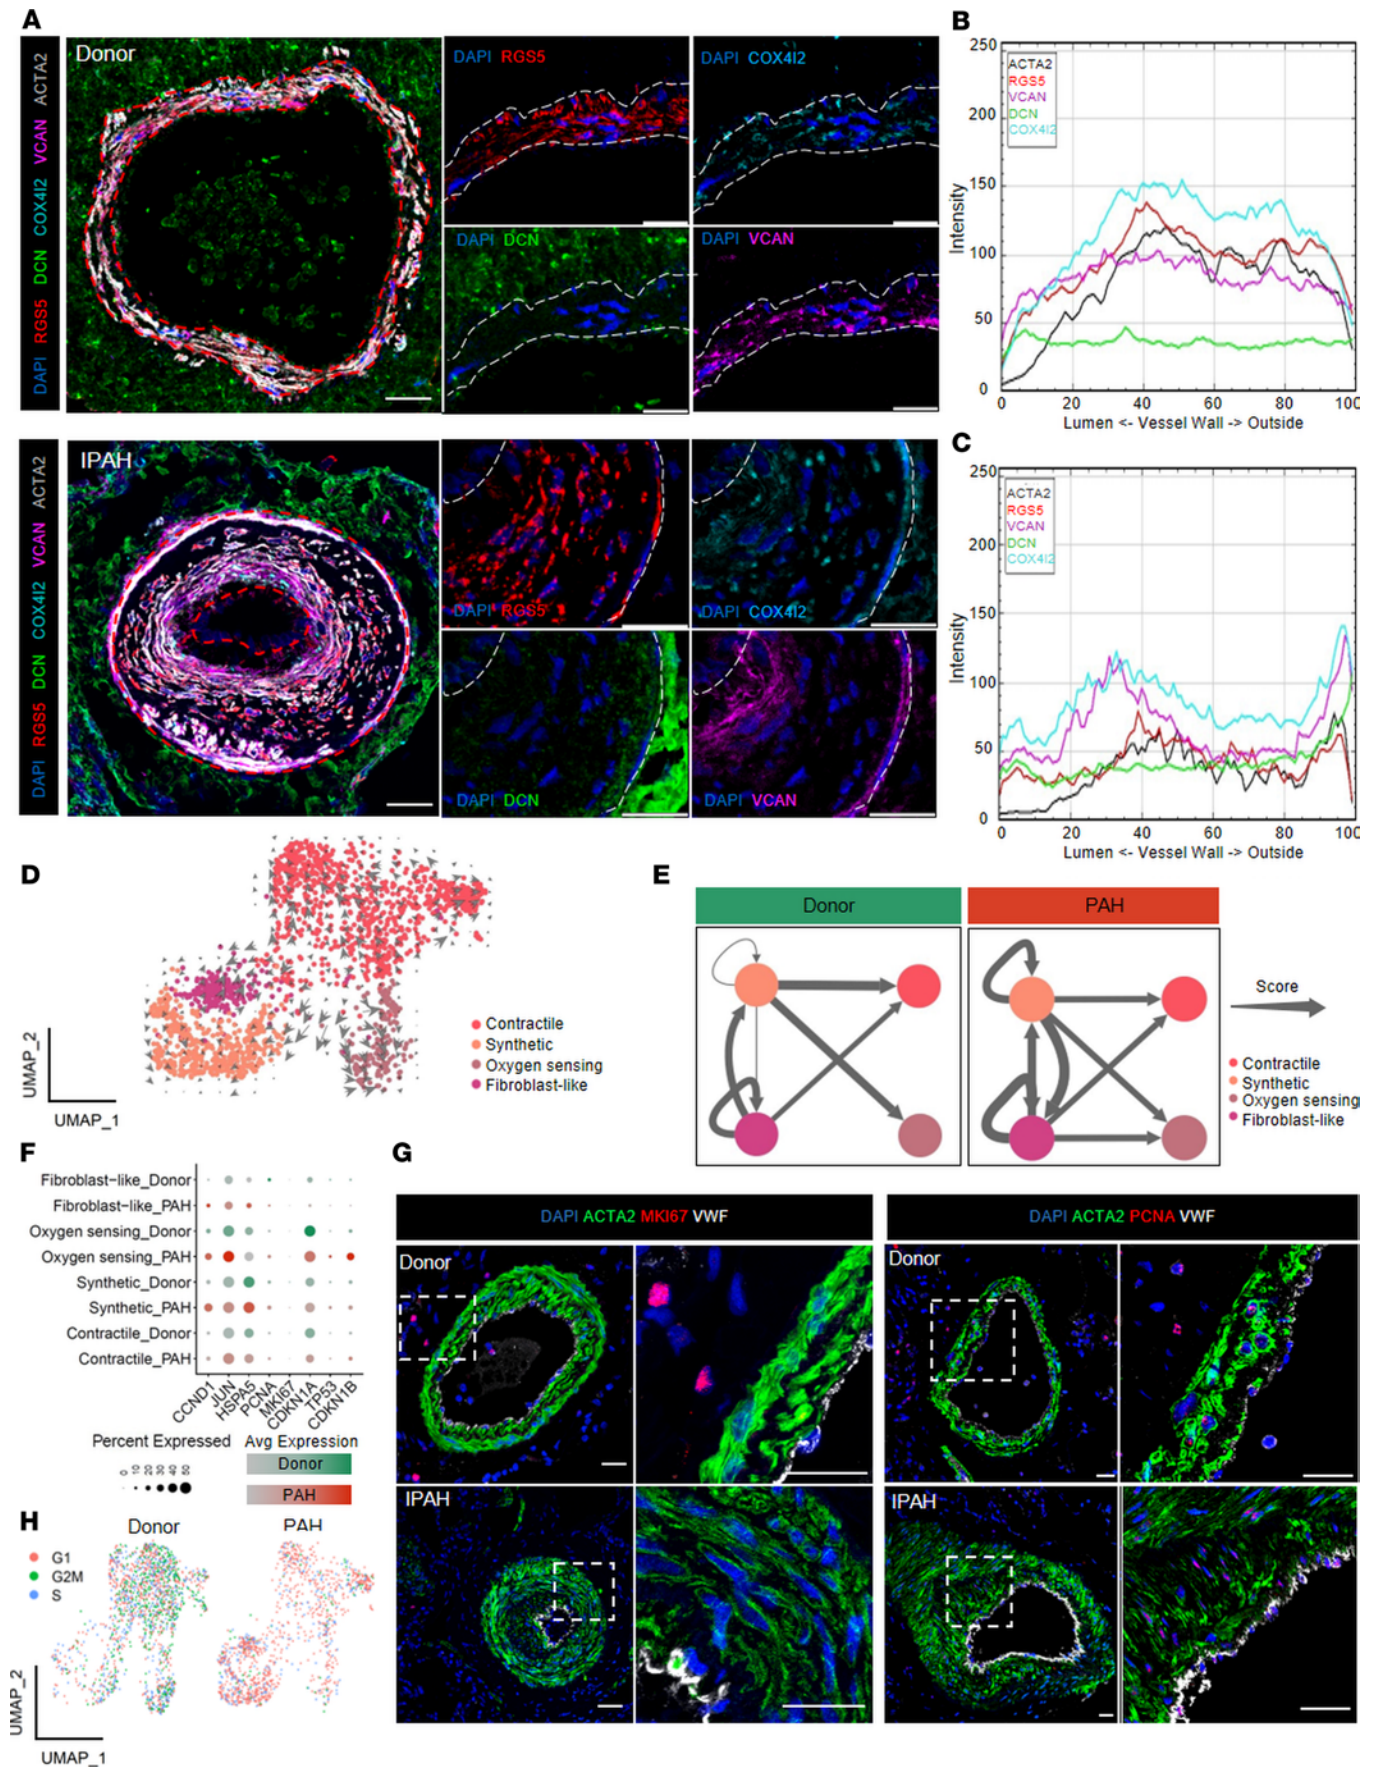 A
DAPI RGS5 DCN COX4I2 VCAN ACTA2
Donor
DAPI RGS5
DAPI COX4I2
DAPI DCN
DAPI VCAN
B
250
200
150
100
50
0
Intensity
ACTA2
RGS5
VCAN
DCN
COX4I2
0 20 40 60 80 100
Lumen <- Vessel Wall -> Outside
DAPI RGS5 DCN COX4I2 VCAN ACTA2
IPAH
DAPI RGS5
DAPI COX4I2
DAPI DCN
DAPI VCAN
C
250
200
150
100
50
0
Intensity
ACTA2
RGS5
VCAN
DCN
COX4I2
0 20 40 60 80 100
Lumen <- Vessel Wall -> Outside
D
UMAP_2
UMAP_1
Contractile
Synthetic
Oxygen sensing
Fibroblast-like
E
Donor
PAH
Score
Contractile
Synthetic
Oxygen sensing
Fibroblast-like
F
Fibroblast-like_Donor
Fibroblast-like_PAH
Oxygen sensing_Donor
Oxygen sensing_PAH
Synthetic_Donor
Synthetic_PAH
Contractile_Donor
Contractile_PAH
CCND1 JUN HSPA5 PCNA MKI67 CDKN1A TP53 CDKN1B
Percent Expressed
0 10 20 30 40 50
Avg Expression
Donor
PAH
G
DAPI ACTA2 MKI67 VWF
Donor
IPAH
DAPI ACTA2 PCNA VWF
Donor
IPAH
H
Donor
PAH
G1
G2M
S
UMAP_2
UMAP_1